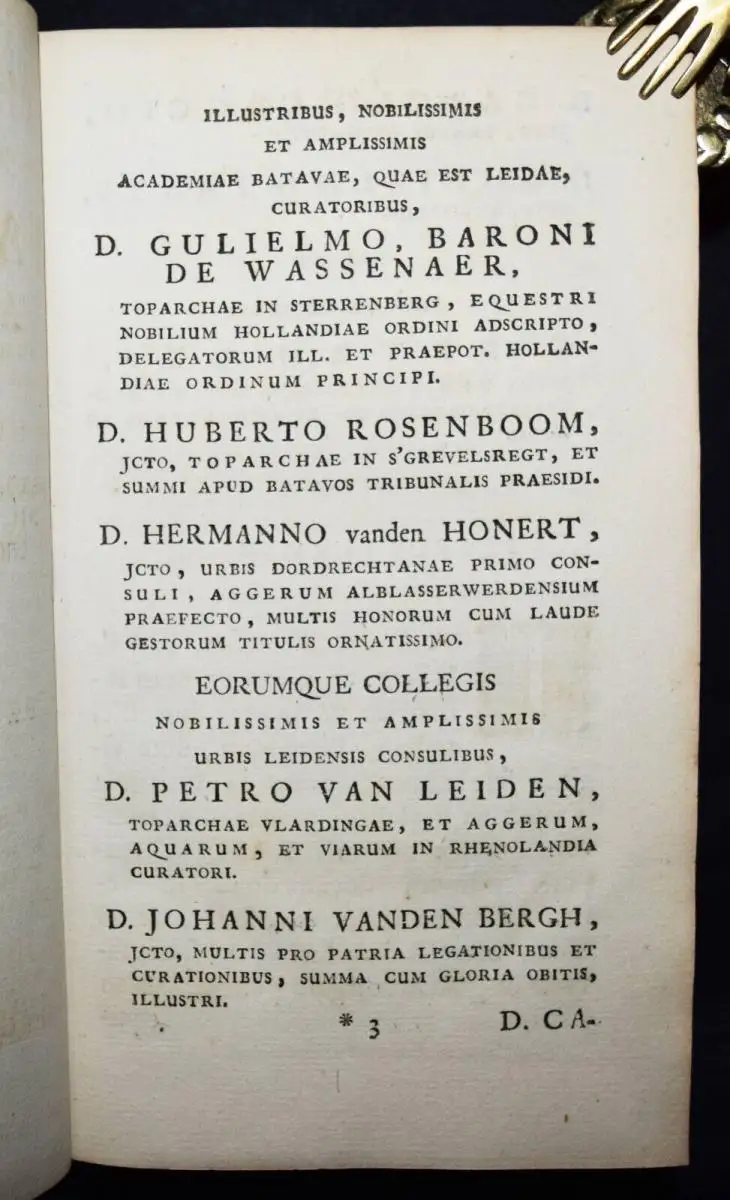 ILLUSTRIBUS, NOBILISSIMIS
ET AMPLISSIMIS
ACADEMIAE BATAVAE, QUAE EST LEIDAE,
CURATORIBUS,
D. GULIELMO, BARONI
DE WASSENAER,
TOPARCHAE IN STERRENBERG, EQUESTRI
NOBILIUM HOLLANDIAE ORDINI ADSCRIPTO,
DELEGATORUM ILL. ET PRAEPOT. HOLLAN-
DIAE ORDINUM PRINCIPI.
D. HUBERTO ROSENBOOM,
JCTO, TOPARCHAE IN S'GREVELSREGT, ET
SUMMI APUD BATAVOS TRIBUNALIS PRAESIDI.
D. HERMANNO vanden HONERT,
JCTO, URBIS DORDRECHTANAE PRIMO CON-
SULI, AGGERUM ALBLASSERWERDENSIUM
PRAEFECTO, MULTIS HONORUM CUM LAUDE
GESTORUM TITULIS ORNATISSIMO.
EORUMQUE COLLEGIS
NOBILISSIMIS ET AMPLISSIMIS
URBIS LEIDENSIS CONSULIBUS,
D. PETRO VAN LEIDEN,
TOPARCHAE VLARDINGAE, ET AGGERUM,
AQUARUM, ET VIARUM IN RHENOLANDIA
CURATORI.
D. JOHANNI VANDEN BERGH,
JCTO, MULTIS PRO PATRIA LEGATIONIBUS ET
CURATIONIBUS, SUMMA CUM GLORIA OBITIS,
ILLUSTRI.
* 3 D. CA-